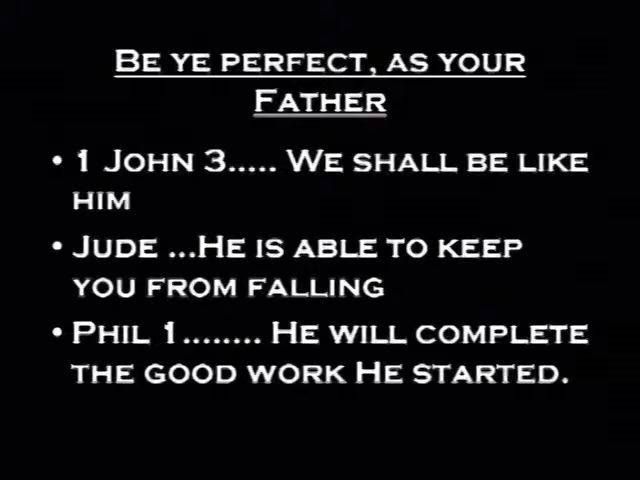 Be ye perfect, as your
Father
• 1 John 3..... We shall be like
him
• Jude ...He is able to keep
you from falling
• Phil 1........ He will complete
the good work He started.